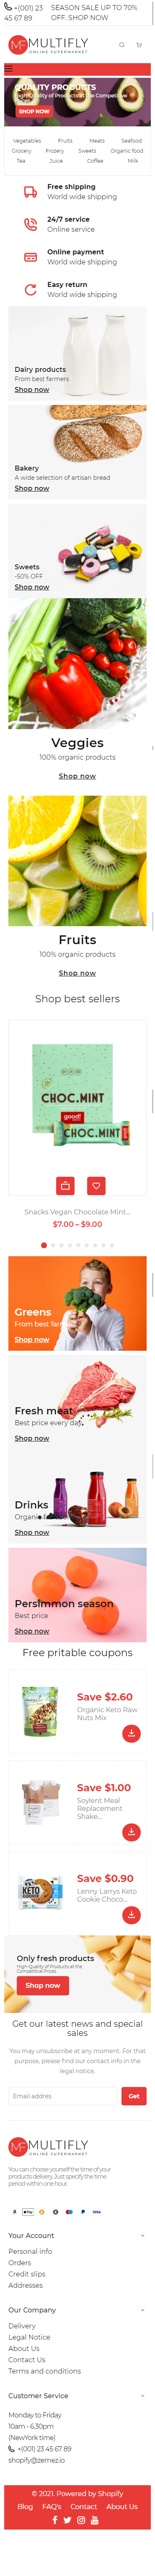 +(001) 23
45 67 89
SEASON SALE UP TO 70%
OFF. SHOP NOW
MF MULTIFLY
ONLINE SUPERMARKET
QUALITY PRODUCTS
High-Quality of Products In the Competitive
Prices
SHOP NOW
Vegetables Fruits Meats Seafood
Grocery Frozery Sweets Organic food
Tea Juice Coffee Milk
Free shipping
World wide shipping
24/7 service
Online service
Online payment
World wide shipping
Easy return
World wide shipping
Dairy products
From best farmers
Shop now
Bakery
A wide selection of artisan bread
Shop now
Sweets
-50% OFF
Shop now
Veggies
100% organic products
Shop now
Fruits
100% organic products
Shop now
Shop best sellers
CHOC.MINT
good!
CHOC.MINT
Snacks Vegan Chocolate Mint...
$7.00 – $9.00
Greens
From best farmers
Shop now
Fresh meat
Best price every day
Shop now
Drinks
Organic
Shop now
Persimmon season
Best price
Shop now
Free pritable coupons
Save $2.60
Organic Keto Raw
Nuts Mix
Save $1.00
Soylent Meal
Replacement
Shake...
KETO
COOKIE
Save $0.90
Lenny Larrys Keto
Cookie Choco...
Only fresh products
High-Quality of Products at the
Competitive Prices
Shop now
Get our latest news and special
sales
You may unsubscribe at any moment. For that
purpose, please find our contact info in the
legal notice.
Email address
Get
MF MULTIFLY
ONLINE SUPERMARKET
You can choose yourself the time of your
products delivery. Just specify the time
period within one hour.
Pay
VISA
Your Account
Personal info
Orders
Credit slips
Addresses
Our Company
Delivery
Legal Notice
About Us
Contact Us
Terms and conditions
Customer Service
Monday to Friday
10am - 6.30pm
(NewYork time)
+(001) 23 45 67 89
shopify@zemez.io
© 2021. Powered by Shopify
Blog FAQ's Contact About Us